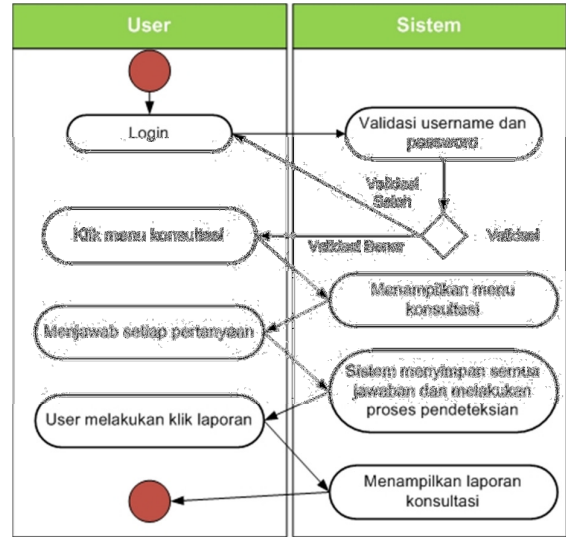 User
Sistem
Login
Validasi username dan
password
Validasi
Salah
Validasi
Klik menu konsultasi
Validasi Benar
Menampilkan menu
konsultasi
Menjawab setiap pertanyaan
Sistem menyimpan semua
jawaban dan melakukan
proses pendeteksian
User melakukan klik laporan
Menampilkan laporan
konsultasi